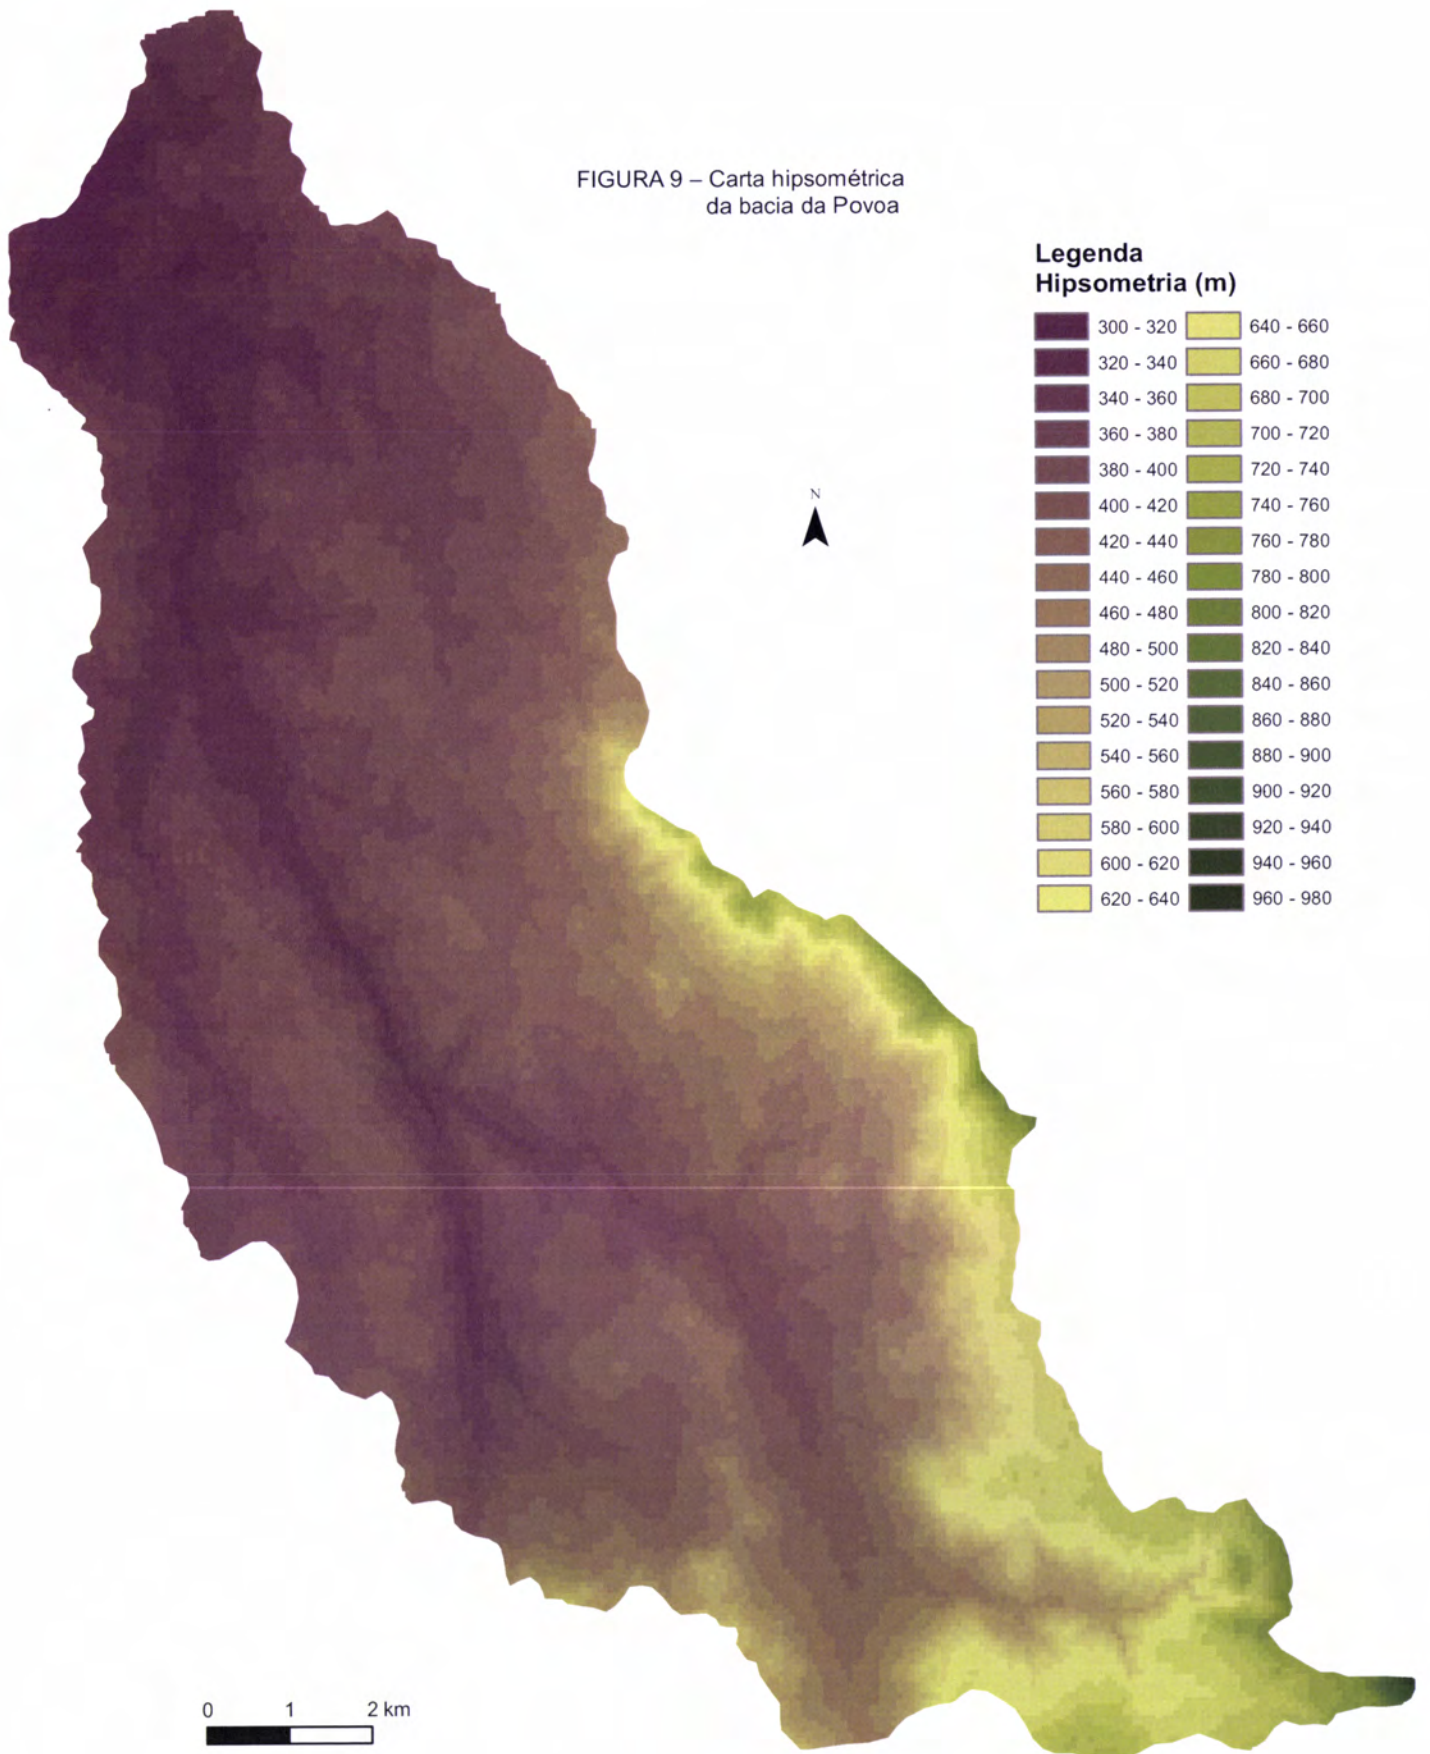 FIGURA 9 – Carta hipsométrica
da bacia da Povoa
Legenda
Hipsometria (m)
300 - 320 640 - 660
320 - 340 660 - 680
340 - 360 680 - 700
360 - 380 700 - 720
380 - 400 720 - 740
400 - 420 740 - 760
420 - 440 760 - 780
440 - 460 780 - 800
460 - 480 800 - 820
480 - 500 820 - 840
500 - 520 840 - 860
520 - 540 860 - 880
540 - 560 880 - 900
560 - 580 900 - 920
580 - 600 920 - 940
600 - 620 940 - 960
620 - 640 960 - 980
N
0 1 2 km